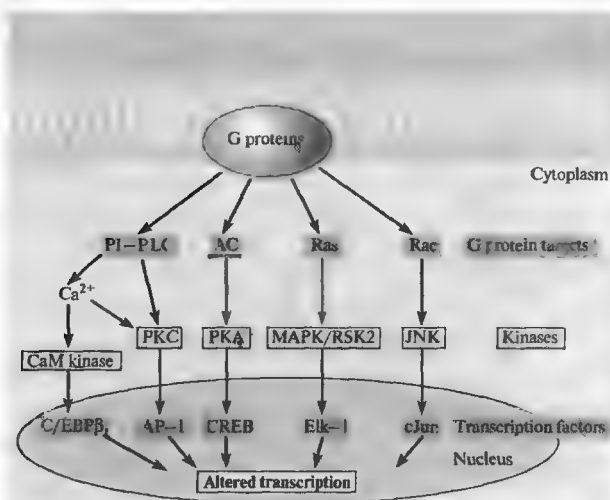 G proteins
Cytoplasm
PI–PLC AC Ras Rac G protein targets
Ca2+
PKC PKA MAPK/RSK2 JNK Kinases
CaM kinase
C/EBPβ AP–1 CREB Elk–1 cJun Transcription factors
Nucleus
Altered transcription